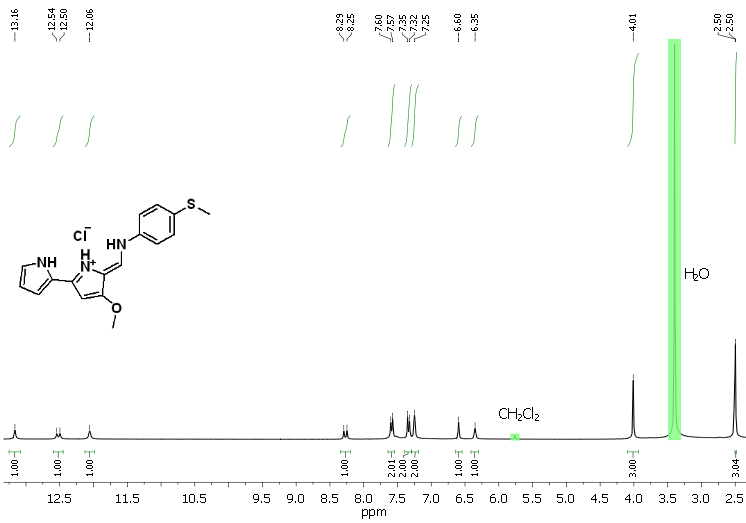 13.16 12.54 12.50 12.06 8.29 8.25 7.60 7.57 7.35 7.32 7.25 6.60 6.35 4.01 2.50 2.50
S
Cl⁻
HN
NH
H
N⁺
O
H₂O
CH₂Cl₂
1.00 1.00 1.00 1.00 2.01 2.00 2.00 1.00 1.00 3.00 3.04
12.5 11.5 10.5 9.5 9.0 8.5 8.0 7.5 7.0 6.5 6.0 5.5 5.0 4.5 4.0 3.5 3.0 2.5
ppm